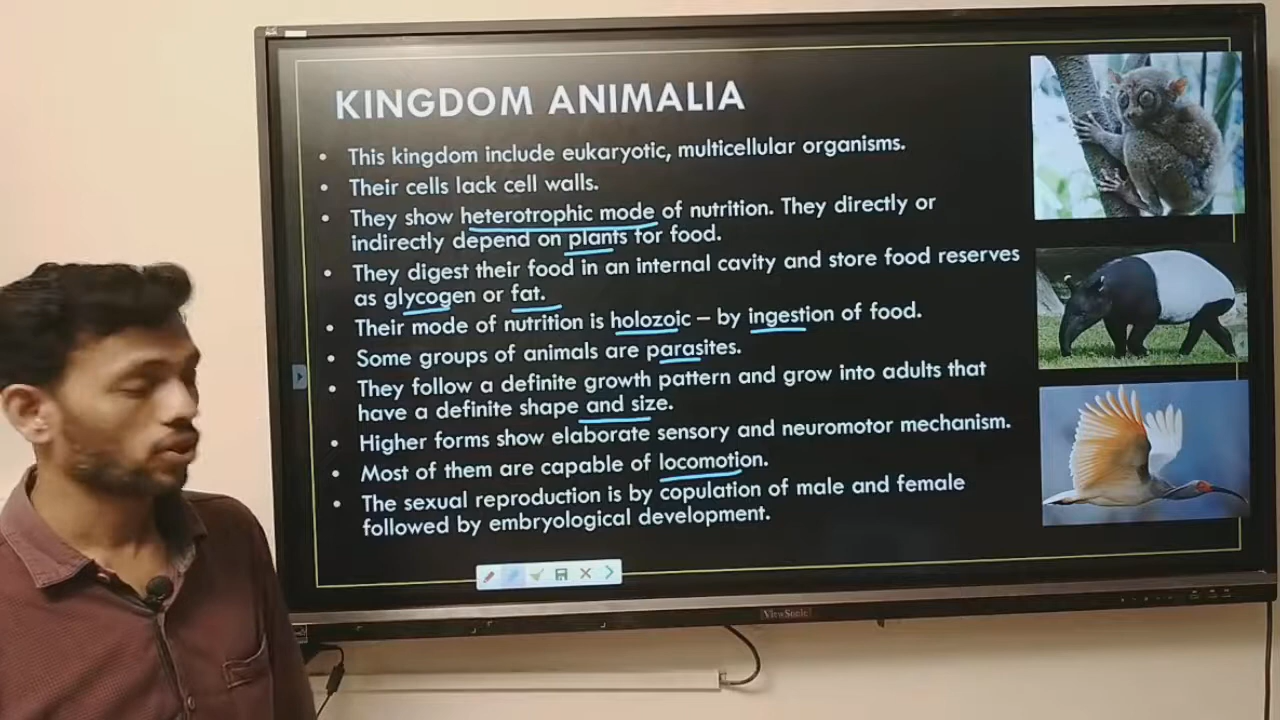 KINGDOM ANIMALIA
• This kingdom include eukaryotic, multicellular organisms.
• Their cells lack cell walls.
• They show heterotrophic mode of nutrition. They directly or
indirectly depend on plants for food.
• They digest their food in an internal cavity and store food reserves
as glycogen or fat.
• Their mode of nutrition is holozoic – by ingestion of food.
• Some groups of animals are parasites.
• They follow a definite growth pattern and grow into adults that
have a definite shape and size.
• Higher forms show elaborate sensory and neuromotor mechanism.
• Most of them are capable of locomotion.
• The sexual reproduction is by copulation of male and female
followed by embryological development.
ViewSonic